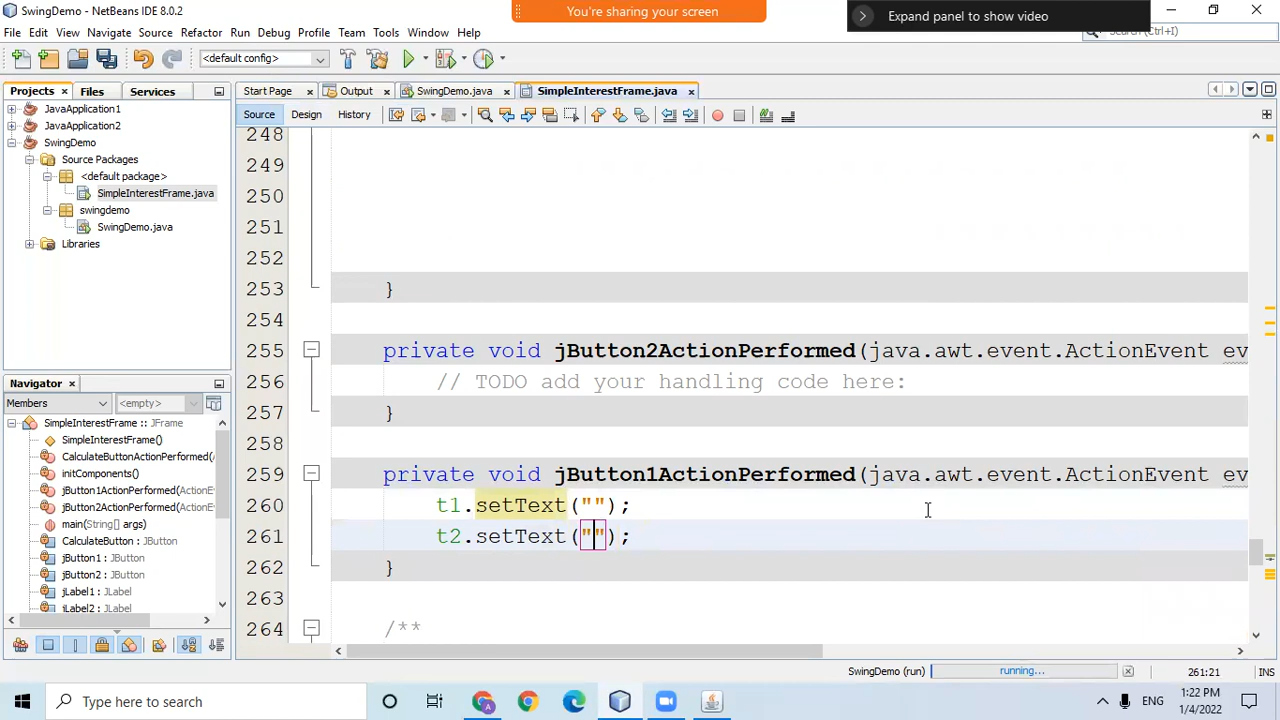 SwingDemo - NetBeans IDE 8.0.2
You're sharing your screen
Expand panel to show video
File Edit View Navigate Source Refactor Run Debug Profile Team Tools Window Help
Search (Ctrl+I)
<default config>
Projects Files Services
Start Page Output SwingDemo.java SimpleInterestFrame.java
Source Design History
JavaApplication1
JavaApplication2
SwingDemo
Source Packages
<default package>
SimpleInterestFrame.java
swingdemo
SwingDemo.java
Libraries
Navigator
Members <empty>
SimpleInterestFrame :: JFrame
SimpleInterestFrame()
CalculateButtonActionPerformed(
initComponents()
jButton1ActionPerformed(ActionE
jButton2ActionPerformed(ActionE
main(String[] args)
CalculateButton : JButton
jButton1 : JButton
jButton2 : JButton
jLabel1 : JLabel
jLabel2 : JLabel
248
249
250
251
252
253 }
254
255 private void jButton2ActionPerformed(java.awt.event.ActionEvent ev
256 // TODO add your handling code here:
257 }
258
259 private void jButton1ActionPerformed(java.awt.event.ActionEvent ev
260 t1.setText("");
261 t2.setText("");
262 }
263
264 /**
SwingDemo (run) running... 261:21 INS
Type here to search
ENG
1:22 PM
1/4/2022